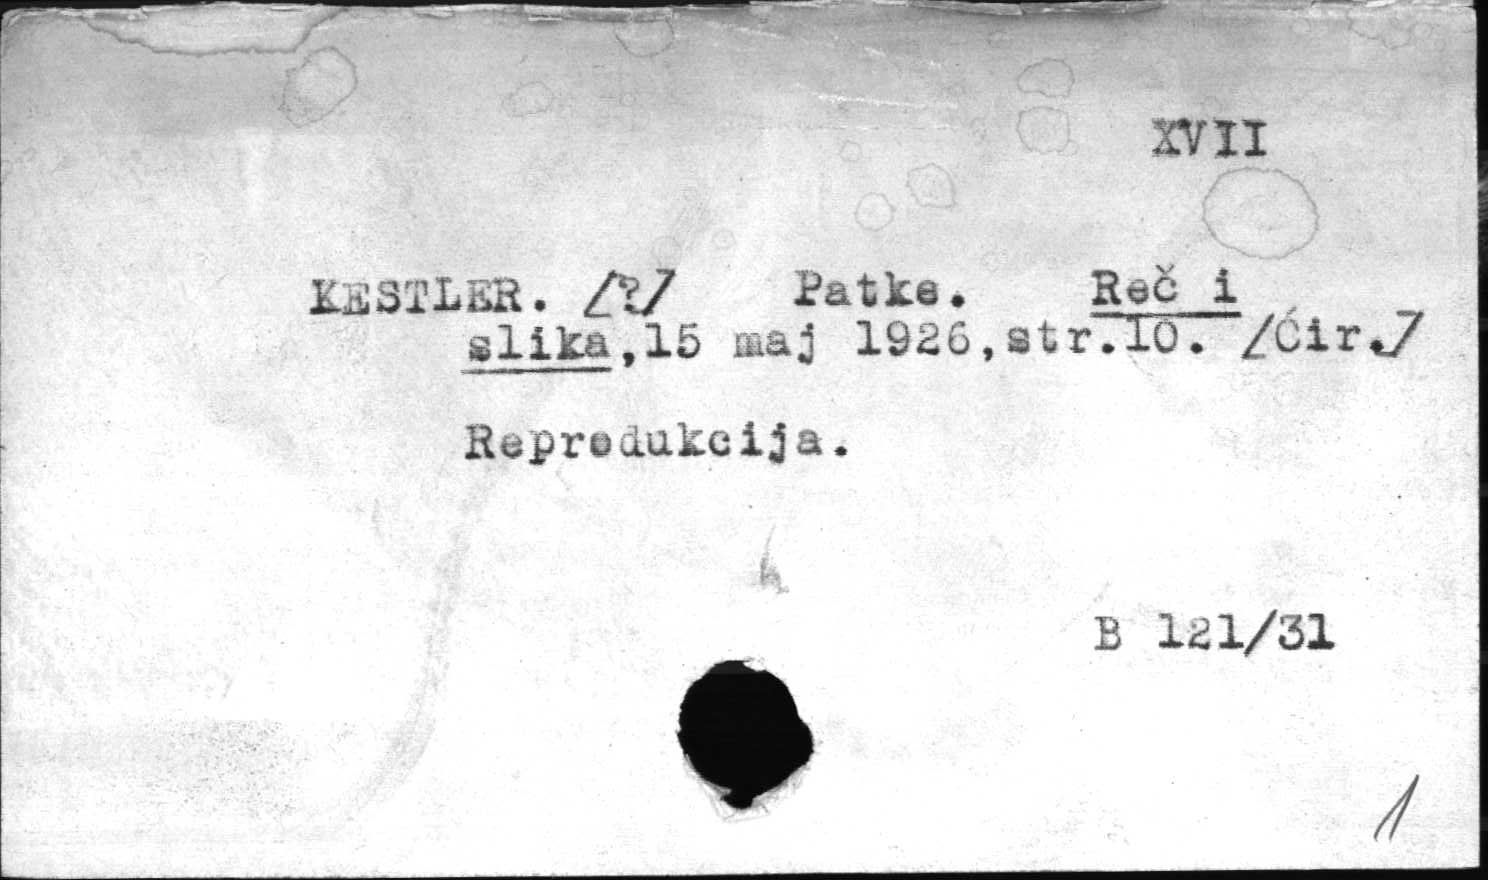 XVII
KESTLER. [?] Patke. Reč i
slika,15 maj 1926,str.10. [Ćir.]
Reprodukcija.
B 121/31
1